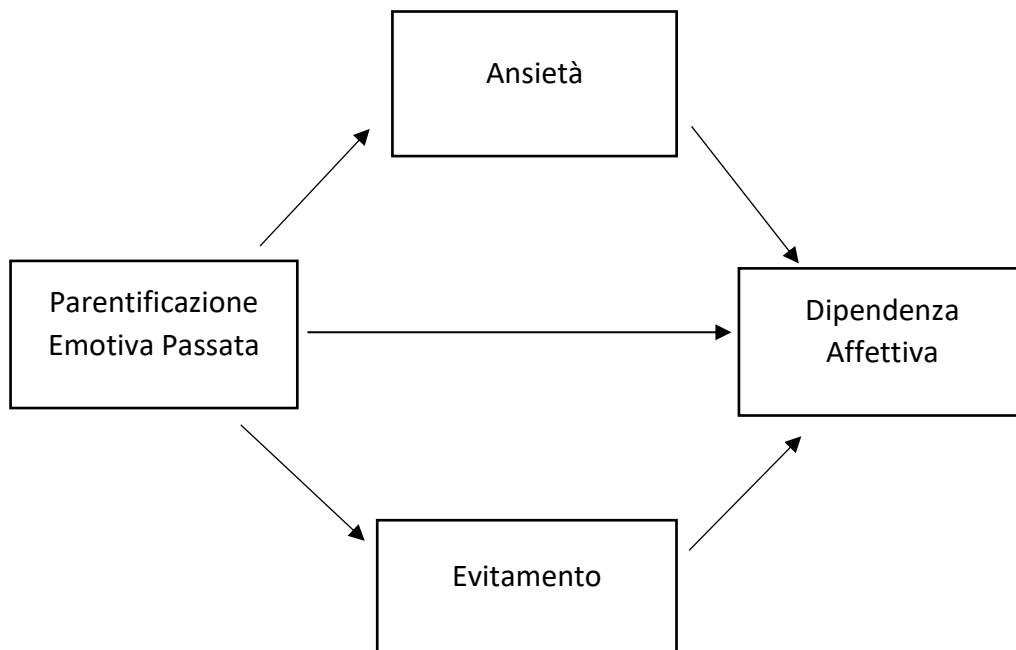 Ansietà
Parentificazione
Emotiva Passata
Dipendenza
Affettiva
Evitamento